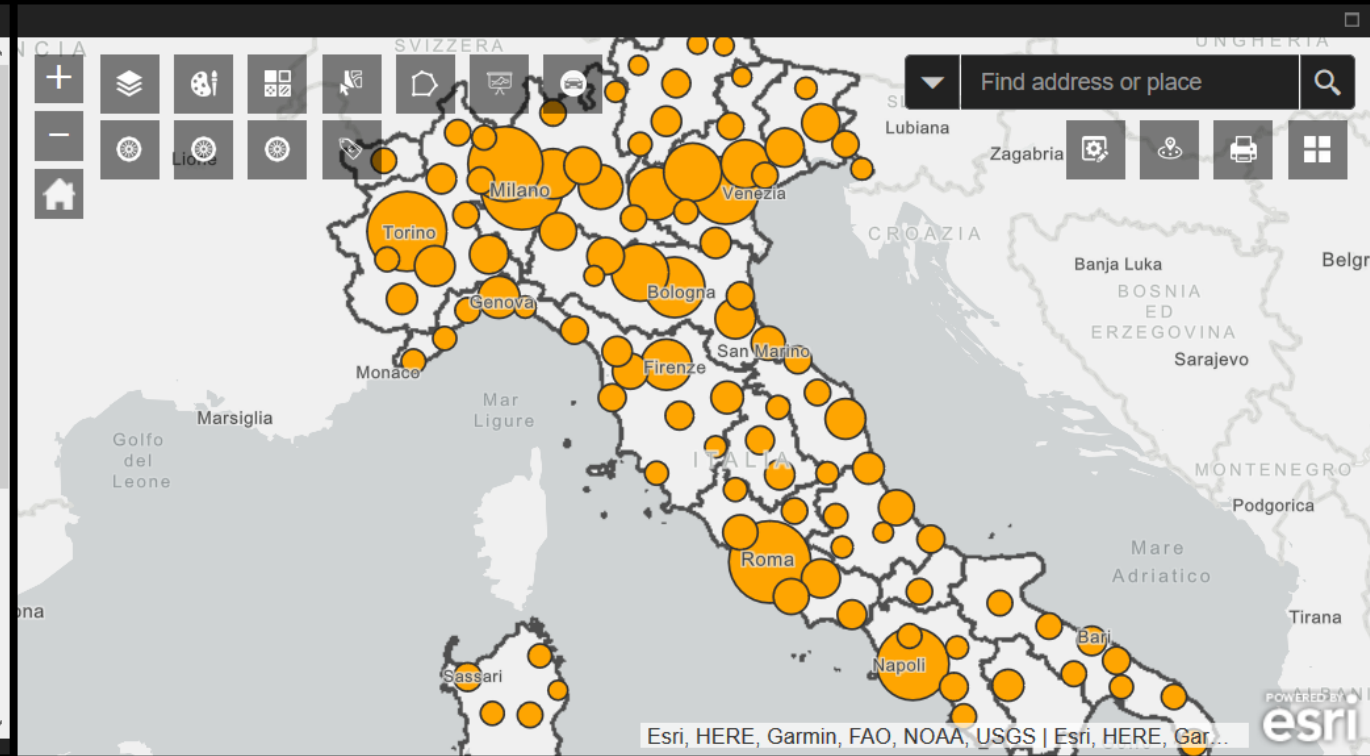 NCIA
SVIZZERA
UNGHERIA
+
Find address or place
−
Lubiana
Zagabria
Lione
Milano
Venezia
Torino
CROAZIA
Banja Luka
Belgr
BOSNIA
ED
ERZEGOVINA
Bologna
Genova
San Marino
Sarajevo
Firenze
Monaco
Mar
Ligure
Marsiglia
Golfo
del
Leone
ITALIA
MONTENEGRO
Podgorica
Mare
Adriatico
Roma
ona
Tirana
Bari
Napoli
Sassari
POWERED BY
esri
Esri, HERE, Garmin, FAO, NOAA, USGS | Esri, HERE, Gar...